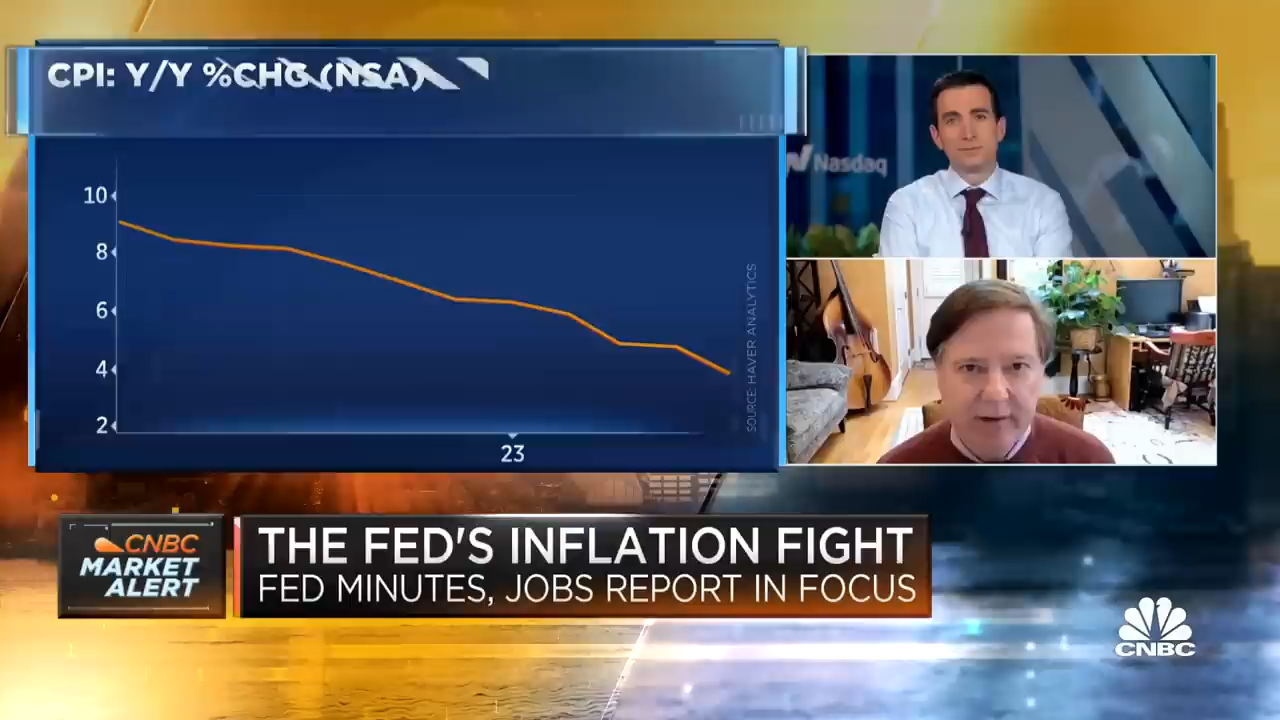 CPI: Y/Y %CHG (NSA)
10
8
6
4
2
23
SOURCE: HAVER ANALYTICS
Nasdaq
CNBC
MARKET
ALERT
THE FED'S INFLATION FIGHT
FED MINUTES, JOBS REPORT IN FOCUS
CNBC